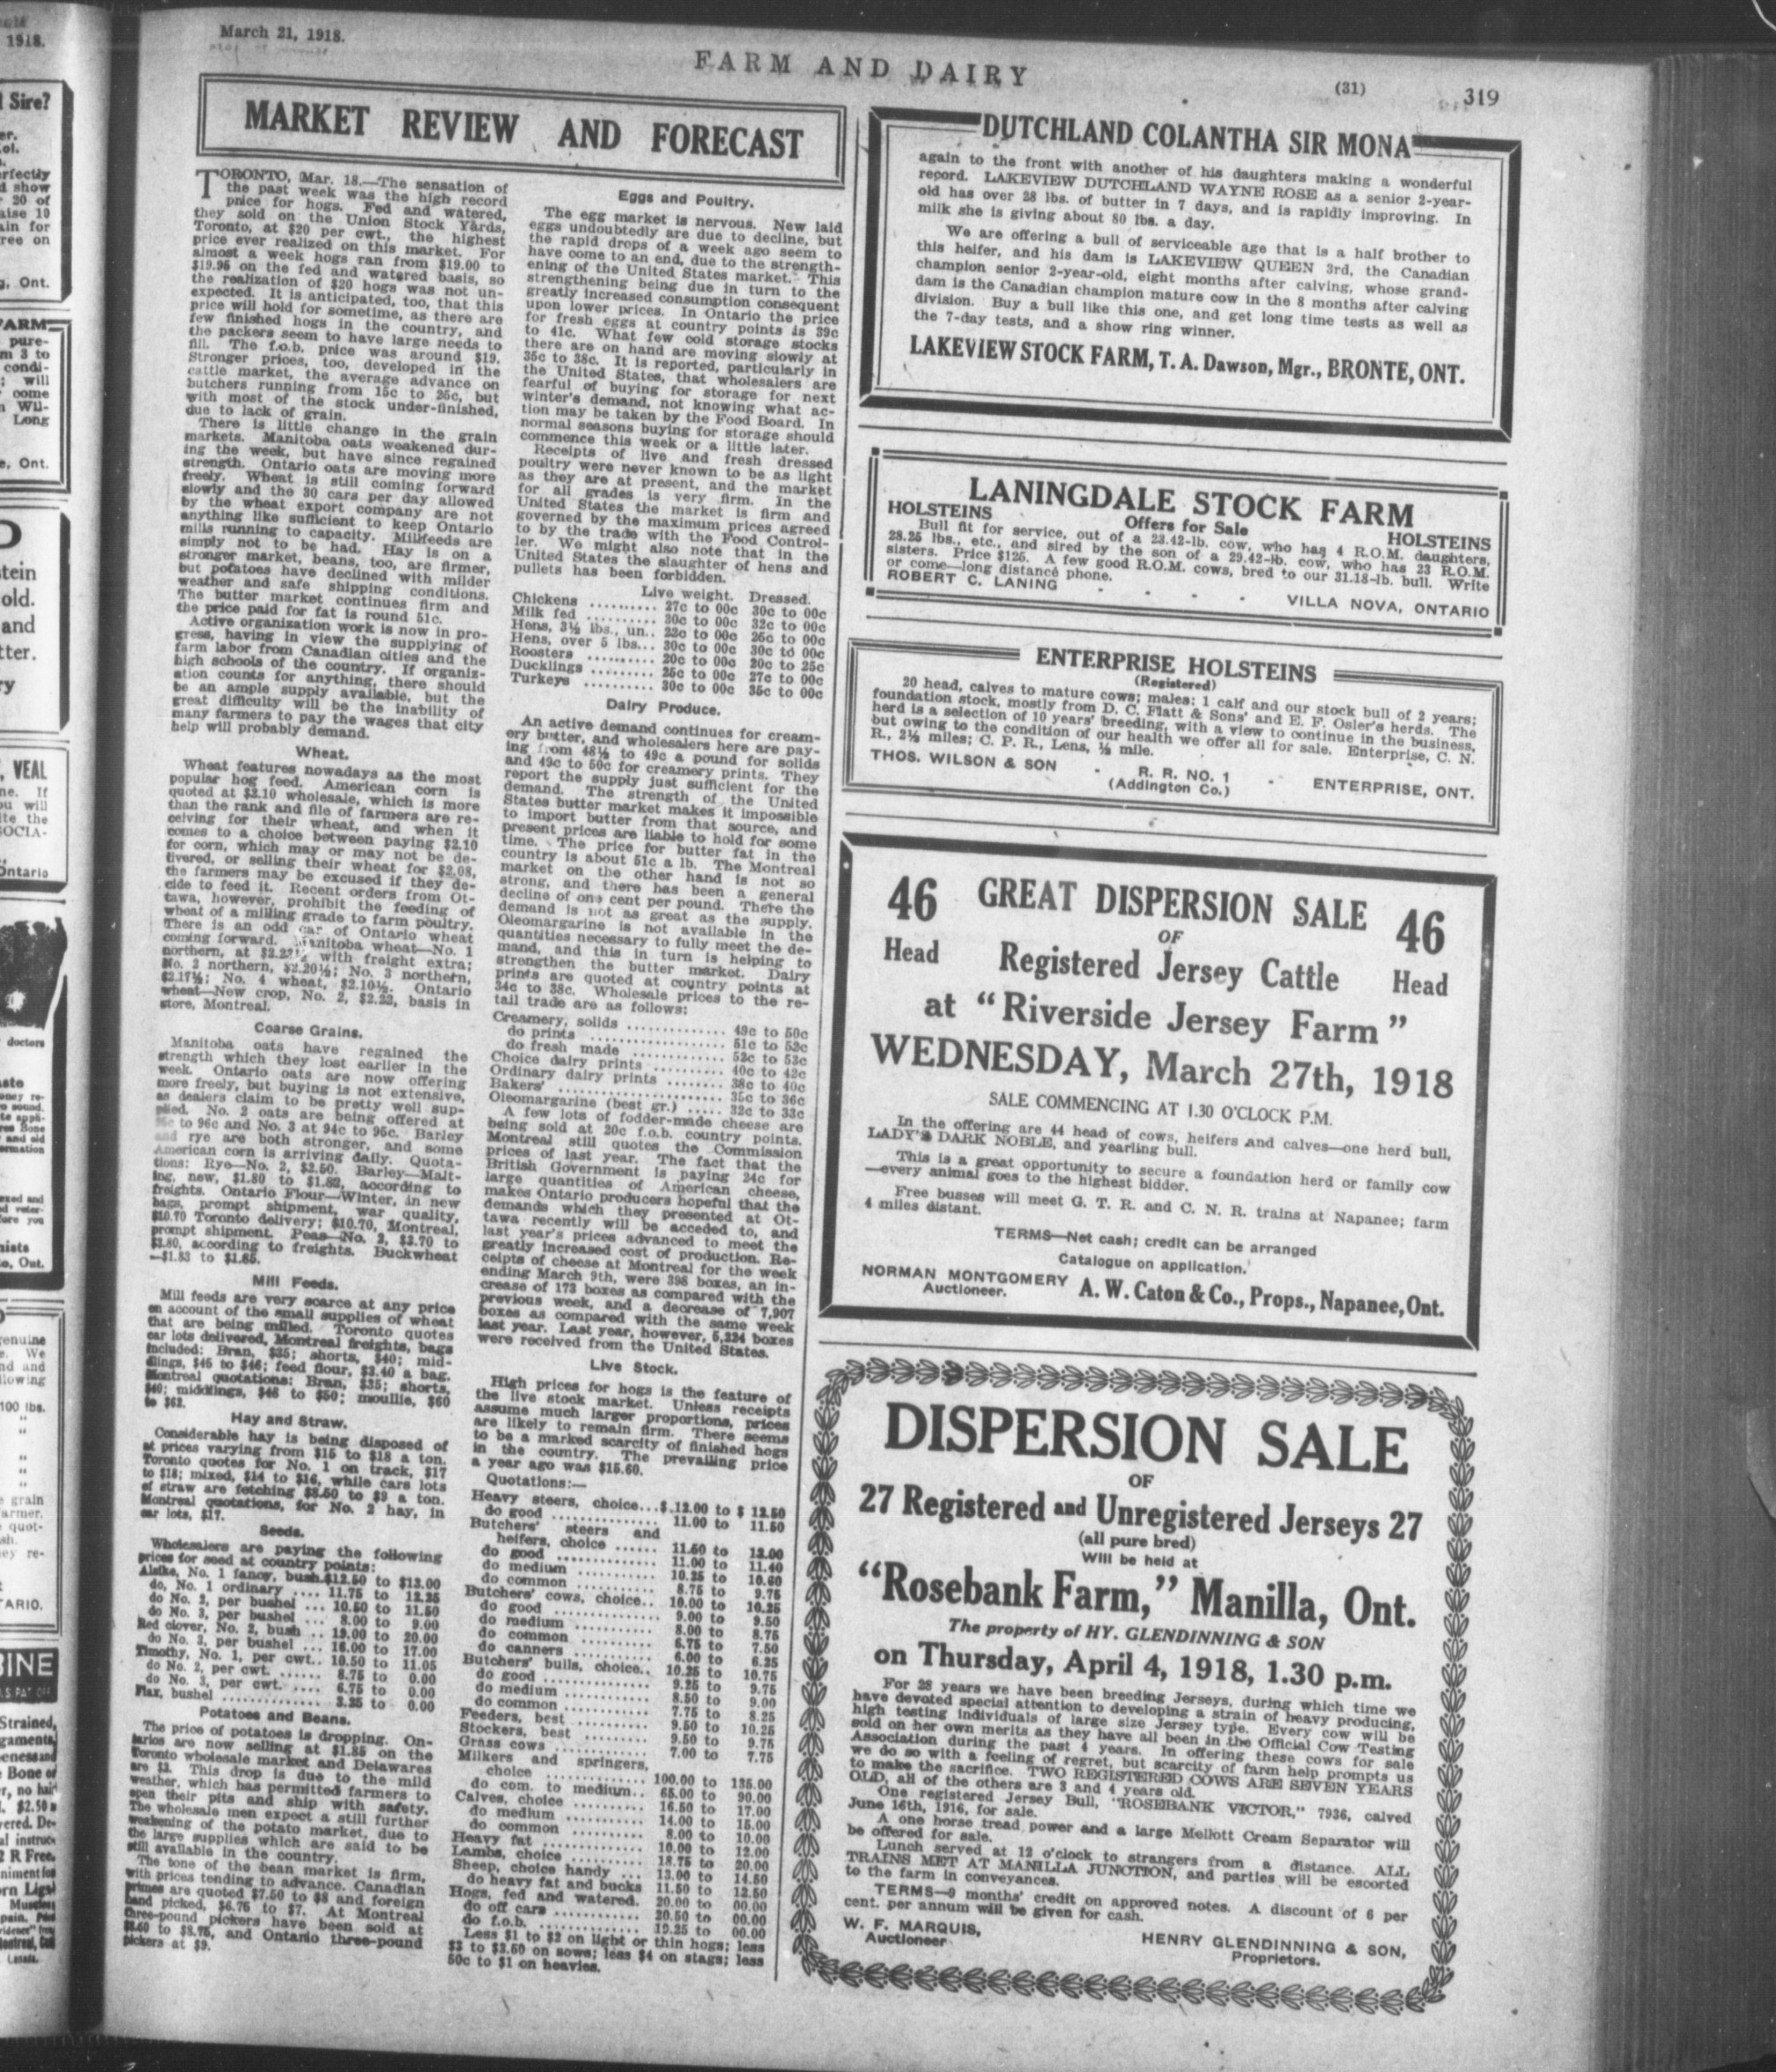 March 21, 1918.
FARM AND DAIRY
(31)
319
MARKET REVIEW AND FORECAST
TORONTO, Mar. 18.—The sensation of
the past week was the high record
price for hogs. Fed and watered,
they sold on the Union Stock Yards,
Toronto, at $20 per cwt., the highest
price ever realized on this market. For
almost a week hogs ran from $19.00 to
$19.95 on the fed and watered basis, so
the realization of $20 hogs was not un-
expected. It is anticipated, too, that this
price will hold for sometime, as there are
few finished hogs in the country, and
the packers seem to have large needs to
fill. The f.o.b. price was around $19.
Stronger prices, too, developed in the
cattle market, the average advance on
butchers running from 15c to 25c, but
with most of the stock under-finished,
due to lack of grain.
There is little change in the grain
markets. Manitoba oats weakened dur-
ing the week, but have since regained
strength. Ontario oats are moving more
freely. Wheat is still coming forward
slowly and the 30 cars per day allowed
by the wheat export company are not
anything like sufficient to keep Ontario
mills running to capacity. Millfeeds are
simply not to be had. Hay is on a
stronger market, beans, too, are firmer,
but potatoes have declined with milder
weather and safe shipping conditions.
The butter market continues firm and
the price paid for fat is round 51c.
Active organization work is now in pro-
gress, having in view the supplying of
farm labor from Canadian cities and the
high schools of the country. If organiz-
ation counts for anything, there should
be an ample supply available, but the
great difficulty will be the inability of
many farmers to pay the wages that city
help will probably demand.
Wheat.
Wheat features nowadays as the most
popular hog feed. American corn is
quoted at $2.10 wholesale, which is more
than the rank and file of farmers are re-
ceiving for their wheat, and when it
comes to a choice between paying $2.10
for corn, which may or may not be de-
livered, or selling their wheat for $2.08,
the farmers may be excused if they de-
cide to feed it. Recent orders from Ot-
tawa, however, prohibit the feeding of
wheat of a milling grade to farm poultry.
There is an odd car of Ontario wheat
coming forward. Manitoba wheat—No. 1
northern, at with freight extra;
No. 2 northern, $2.20½; No. 3 northern,
$2.17½; No. 4 wheat, $2.10½. Ontario
wheat—New crop, No. 2, $2.22, basis in
store, Montreal.
Coarse Grains.
Manitoba oats have regained the
strength which they lost earlier in the
week. Ontario oats are now offering
more freely, but buying is not extensive,
as dealers claim to be pretty well sup-
plied. No. 2 oats are being offered at
to 96c and No. 3 at 94c to 95c. Barley
and rye are both stronger, and some
American corn is arriving daily. Quota-
tions: Rye—No. 2, $2.50. Barley—Malt-
ing, new, $1.80 to $1.82, according to
freights. Ontario Flour—Winter, in new
bags, prompt shipment, war quality,
$10.70 Toronto delivery; $10.70, Montreal,
prompt shipment. Peas—No. 2, $3.70 to
$3.80, according to freights. Buckwheat
—$1.83 to $1.85.
Mill Feeds.
Mill feeds are very scarce at any price
on account of the small supplies of wheat
that are being milled. Toronto quotes
car lots delivered, Montreal freights, bags
included: Bran, $35; shorts, $40; mid-
dlings, $45 to $46; feed flour, $3.40 a bag.
Montreal quotations: Bran, $35; shorts,
$40; middlings, $48 to $50; moullie, $60
to $62.
Hay and Straw.
Considerable hay is being disposed of
at prices varying from $15 to $18 a ton.
Toronto quotes for No. 1 on track, $17
to $18; mixed, $14 to $16, while cars lots
of straw are fetching $8.50 to $9 a ton.
Montreal quotations, for No. 2 hay, in
car lots, $17.
Seeds.
Wholesalers are paying the following
prices for seed at country points:
Alsike, No. 1 fancy, bush.$12.50 to $13.00
do, No. 1 ordinary .... 11.75 to 12.25
do No. 2, per bushel ... 10.50 to 11.50
do No. 3, per bushel ... 8.00 to 9.00
Red clover, No. 2, bush .. 19.00 to 20.00
do No. 3, per bushel ... 16.00 to 17.00
Timothy, No. 1, per cwt.. 10.50 to 11.05
do No. 2, per cwt. ...... 8.75 to 0.00
do No. 3, per cwt. .... 6.75 to 0.00
Flax, bushel ............. 3.25 to 0.00
Potatoes and Beans.
The price of potatoes is dropping. On-
tarios are now selling at $1.85 on the
Toronto wholesale market and Delawares
are $2. This drop is due to the mild
weather, which has permitted farmers to
open their pits and ship with safety.
The wholesale men expect a still further
weakening of the potato market, due to
the large supplies which are said to be
still available in the country.
The tone of the bean market is firm,
with prices tending to advance. Canadian
primes are quoted $7.50 to $8 and foreign
hand picked, $6.75 to $7. At Montreal
three-pound pickers have been sold at
to $8.75, and Ontario three-pound
pickers at $9.
Eggs and Poultry.
The egg market is nervous. New laid
eggs undoubtedly are due to decline, but
the rapid drops of a week ago seem to
have come to an end, due to the strength-
ening of the United States market. This
strengthening being due in turn to the
greatly increased consumption consequent
upon lower prices. In Ontario the price
for fresh eggs at country points is 39c
to 41c. What few cold storage stocks
there are on hand are moving slowly at
35c to 38c. It is reported, particularly in
the United States, that wholesalers are
fearful of buying for storage for next
winter's demand, not knowing what ac-
tion may be taken by the Food Board. In
normal seasons buying for storage should
commence this week or a little later.
Receipts of live and fresh dressed
poultry were never known to be as light
as they are at present, and the market
for all grades is very firm. In the
United States the market is firm and
governed by the maximum prices agreed
to by the trade with the Food Control-
ler. We might also note that in the
United States the slaughter of hens and
pullets has been forbidden.
Live weight. Dressed.
Chickens .......... 27c to 00c 30c to 00c
Milk fed .......... 30c to 00c 32c to 00c
Hens, 3½ lbs., un.. 22c to 00c 26c to 00c
Hens, over 5 lbs... 30c to 00c 30c to 00c
Roosters .......... 20c to 00c 20c to 25c
Ducklings ......... 25c to 00c 27c to 00c
Turkeys .......... 30c to 00c 35c to 00c
Dairy Produce.
An active demand continues for cream-
ery butter, and wholesalers here are pay-
ing from 48½ to 49c a pound for solids
and 49c to 50c for creamery prints. They
report the supply just sufficient for the
demand. The strength of the United
States butter market makes it impossible
to import butter from that source, and
present prices are liable to hold for some
time. The price for butter fat in the
country is about 51c a lb. The Montreal
market on the other hand is not so
strong, and there has been a general
decline of one cent per pound. There the
demand is not as great as the supply.
Oleomargarine is not available in the
quantities necessary to fully meet the de-
mand, and this in turn is helping to
strengthen the butter market. Dairy
prints are quoted at country points at
34c to 38c. Wholesale prices to the re-
tail trade are as follows:
Creamery, solids ............. 49c to 50c
do prints .................. 51c to 52c
do fresh made ............ 52c to 53c
Choice dairy prints .......... 40c to 42c
Ordinary dairy prints ........ 38c to 40c
Bakers' ...................... 35c to 36c
Oleomargarine (best gr.) ..... 32c to 33c
A few lots of fodder-made cheese are
being sold at 20c f.o.b. country points.
Montreal still quotes the Commission
prices of last year. The fact that the
British Government is paying 24c for
large quantities of American cheese,
makes Ontario producers hopeful that the
demands which they presented at Ot-
tawa recently will be acceded to, and
last year's prices advanced to meet the
greatly increased cost of production. Re-
ceipts of cheese at Montreal for the week
ending March 9th, were 398 boxes, an in-
crease of 173 boxes as compared with the
previous week, and a decrease of 7,907
boxes as compared with the same week
last year. Last year, however, 5,224 boxes
were received from the United States.
Live Stock.
High prices for hogs is the feature of
the live stock market. Unless receipts
assume much larger proportions, prices
are likely to remain firm. There seems
to be a marked scarcity of finished hogs
in the country. The prevailing price
a year ago was $15.60.
Quotations:—
Heavy steers, choice...$.12.00 to $ 12.50
do good ............... 11.00 to 11.50
Butchers' steers and
heifers, choice ...... 11.50 to 12.00
do good .............. 11.00 to 11.40
do medium ........... 10.25 to 10.60
do common .......... 8.75 to 9.75
Butchers' cows, choice.. 10.00 to 10.25
do good .............. 9.00 to 9.50
do medium .......... 8.00 to 8.75
do common .......... 6.75 to 7.50
do canners .......... 6.00 to 6.25
Butchers' bulls, choice.. 10.25 to 10.75
do good .............. 9.25 to 9.75
do medium ........... 8.50 to 9.00
do common .......... 7.75 to 8.25
Feeders, best .......... 9.50 to 10.25
Stockers, best ......... 9.50 to 9.75
Grass cows ............ 7.00 to 7.75
Milkers and springers,
choice .............. 100.00 to 135.00
do com. to medium.. 65.00 to 90.00
Calves, choice .......... 16.50 to 17.00
do medium .......... 14.00 to 15.00
do common .......... 8.00 to 10.00
Heavy fat ............. 10.00 to 12.00
Lambs, choice .......... 18.75 to 20.00
Sheep, choice handy ... 13.00 to 14.50
do heavy fat and bucks 11.50 to 12.50
Hogs, fed and watered. 20.00 to 00.00
do off cars ............ 20.50 to 00.00
do f.o.b. .............. 19.25 to 00.00
Less $1 to $2 on light or thin hogs; less
$3 to $3.50 on sows; less $4 on stags; less
50c to $1 on heavies.
DUTCHLAND COLANTHA SIR MONA
again to the front with another of his daughters making a wonderful
record. LAKEVIEW DUTCHLAND WAYNE ROSE as a senior 2-year-
old has over 28 lbs. of butter in 7 days, and is rapidly improving. In
milk she is giving about 80 lbs. a day.
We are offering a bull of serviceable age that is a half brother to
this heifer, and his dam is LAKEVIEW QUEEN 3rd, the Canadian
champion senior 2-year-old, eight months after calving, whose grand-
dam is the Canadian champion mature cow in the 8 months after calving
division. Buy a bull like this one, and get long time tests as well as
the 7-day tests, and a show ring winner.
LAKEVIEW STOCK FARM, T. A. Dawson, Mgr., BRONTE, ONT.
LANINGDALE STOCK FARM
HOLSTEINS Offers for Sale HOLSTEINS
Bull fit for service, out of a 23.42-lb. cow, who has 4 R.O.M. daughters,
28.25 lbs., etc., and sired by the son of a 29.42-lb. cow, who has 23 R.O.M.
sisters. Price $125. A few good R.O.M. cows, bred to our 31.18-lb. bull. Write
or come—long distance phone.
ROBERT C. LANING - - - - VILLA NOVA, ONTARIO
ENTERPRISE HOLSTEINS
(Registered)
20 head, calves to mature cows; males: 1 calf and our stock bull of 2 years;
foundation stock, mostly from D. C. Flatt & Sons' and E. F. Osler's herds. The
herd is a selection of 10 years' breeding, with a view to continue in the business,
but owing to the condition of our health we offer all for sale. Enterprise, C. N.
R., 2½ miles; C. P. R., Lens, ½ mile.
THOS. WILSON & SON - R. R. NO. 1 - ENTERPRISE, ONT.
(Addington Co.)
46 GREAT DISPERSION SALE 46
OF
Head Registered Jersey Cattle Head
at "Riverside Jersey Farm"
WEDNESDAY, March 27th, 1918
SALE COMMENCING AT 1.30 O'CLOCK P.M.
In the offering are 44 head of cows, heifers and calves—one herd bull,
LADY'S DARK NOBLE, and yearling bull.
This is a great opportunity to secure a foundation herd or family cow
—every animal goes to the highest bidder.
Free busses will meet G. T. R. and C. N. R. trains at Napanee; farm
4 miles distant.
TERMS—Net cash; credit can be arranged
Catalogue on application.
NORMAN MONTGOMERY A. W. Caton & Co., Props., Napanee, Ont.
Auctioneer.
DISPERSION SALE
OF
27 Registered and Unregistered Jerseys 27
(all pure bred)
Will be held at
"Rosebank Farm," Manilla, Ont.
The property of HY. GLENDINNING & SON
on Thursday, April 4, 1918, 1.30 p.m.
For 28 years we have been breeding Jerseys, during which time we
have devoted special attention to developing a strain of heavy producing,
high testing individuals of large size Jersey type. Every cow will be
sold on her own merits as they have all been in the Official Cow Testing
Association during the past 4 years. In offering these cows for sale
we do so with a feeling of regret, but scarcity of farm help prompts us
to make the sacrifice. TWO REGISTERED COWS ARE SEVEN YEARS
OLD, all of the others are 3 and 4 years old.
One registered Jersey Bull, "ROSEBANK VICTOR," 7936, calved
June 16th, 1916, for sale.
A one horse tread power and a large Mellott Cream Separator will
be offered for sale.
Lunch served at 12 o'clock to strangers from a distance. ALL
TRAINS MET AT MANILLA JUNCTION, and parties will be escorted
to the farm in conveyances.
TERMS—9 months' credit on approved notes. A discount of 6 per
cent. per annum will be given for cash.
W. F. MARQUIS,
Auctioneer
HENRY GLENDINNING & SON,
Proprietors.